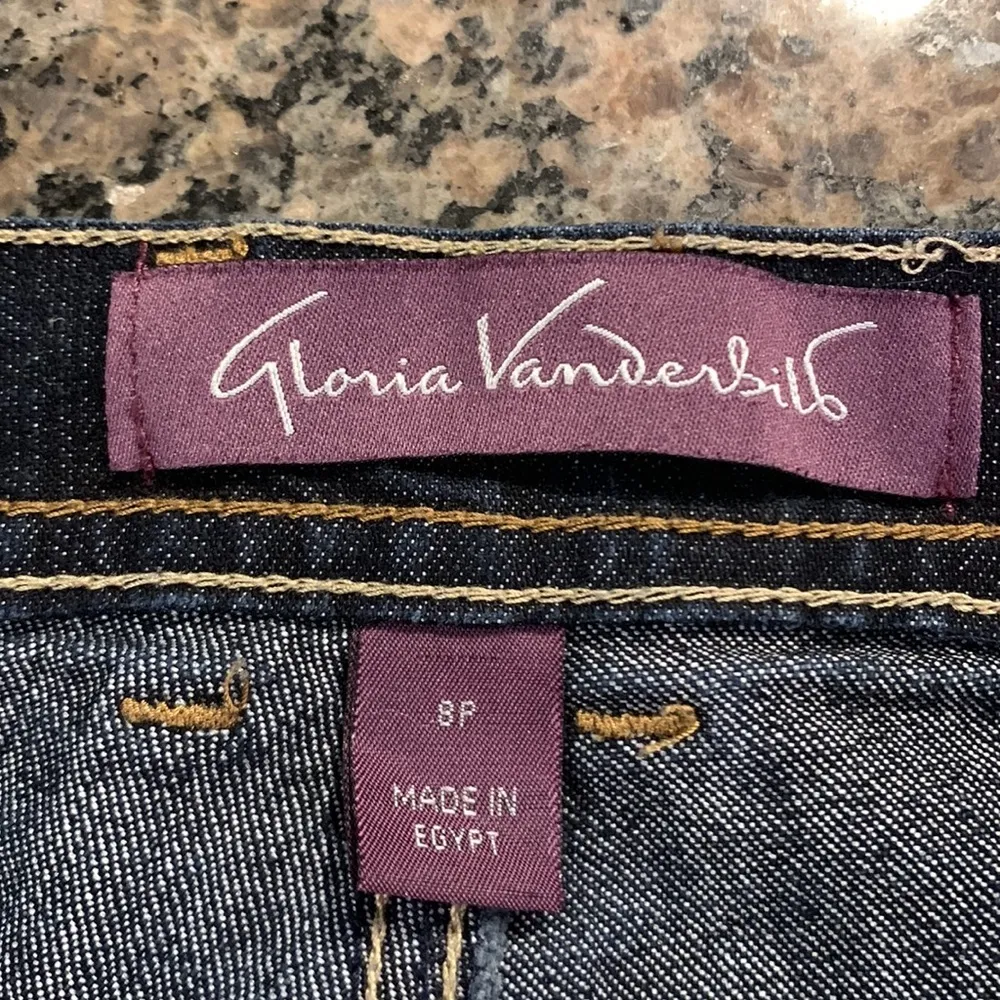 Gloria Vanderbilt
8P
MADE IN
EGYPT